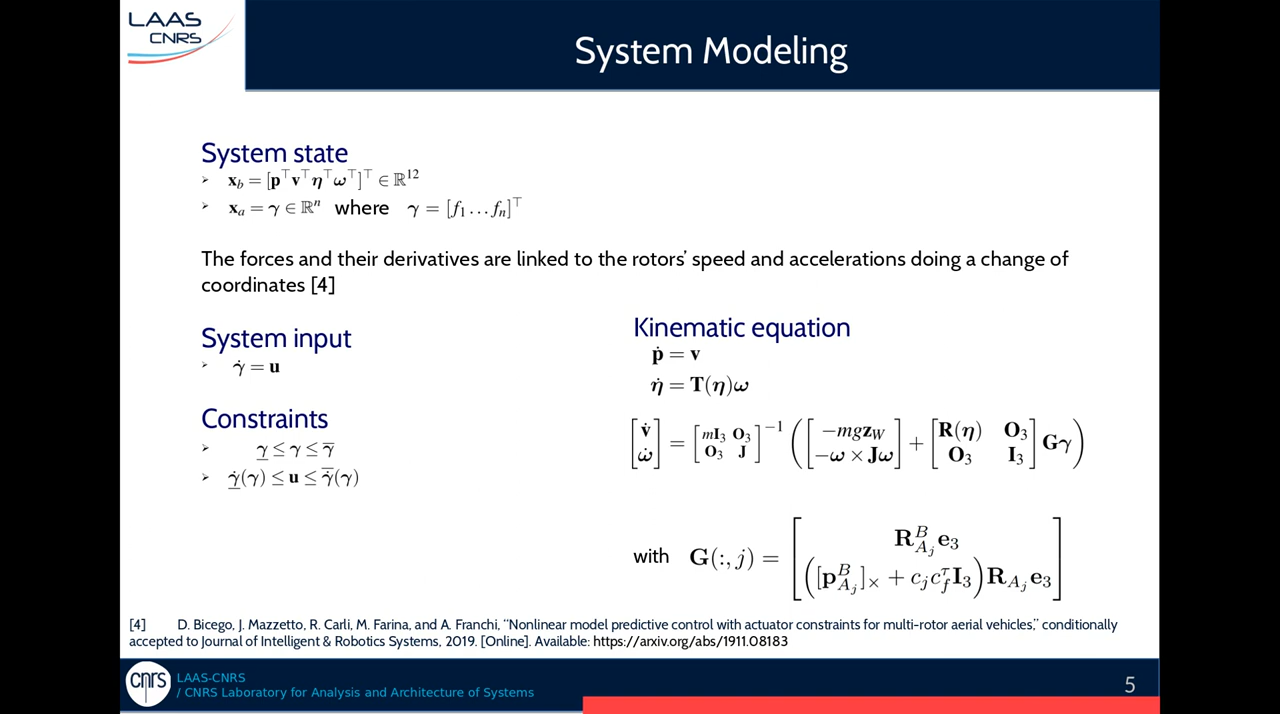 LAAS
CNRS
System Modeling
System state
➢ x_b = [p^⊤ v^⊤ η^⊤ ω^⊤]^⊤ ∈ ℝ^12
➢ x_a = γ ∈ ℝ^n where γ = [f_1 … f_n]^⊤
The forces and their derivatives are linked to the rotors' speed and accelerations doing a change of
coordinates [4]
System input
➢ γ̇ = u
Constraints
➢ γ̲ ≤ γ ≤ γ̅
➢ γ̲̇(γ) ≤ u ≤ γ̅̇(γ)
Kinematic equation
ṗ = v
η̇ = T(η)ω
[v̇; ω̇] = [mI_3 O_3; O_3 J]^−1 ([−mgz_W; −ω × Jω] + [R(η) O_3; O_3 I_3] Gγ)
with G(:, j) = [R^B_{A_j} e_3; ([p^B_{A_j}]_× + c_j c^τ_f I_3) R_{A_j} e_3]
[4] D. Bicego, J. Mazzetto, R. Carli, M. Farina, and A. Franchi, "Nonlinear model predictive control with actuator constraints for multi-rotor aerial vehicles," conditionally
accepted to Journal of Intelligent & Robotics Systems, 2019. [Online]. Available: https://arxiv.org/abs/1911.08183
cnrs
LAAS-CNRS
/ CNRS Laboratory for Analysis and Architecture of Systems
5